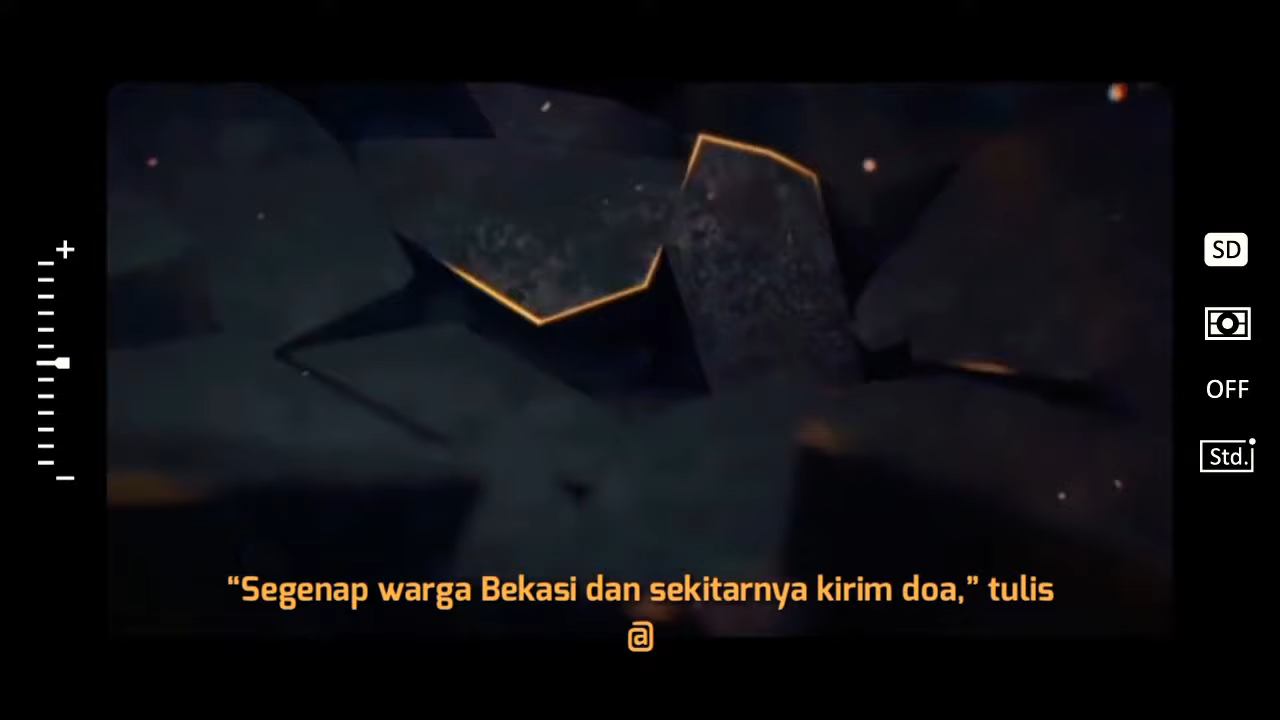 +
SD
OFF
Std.
“Segenap warga Bekasi dan sekitarnya kirim doa,” tulis
@